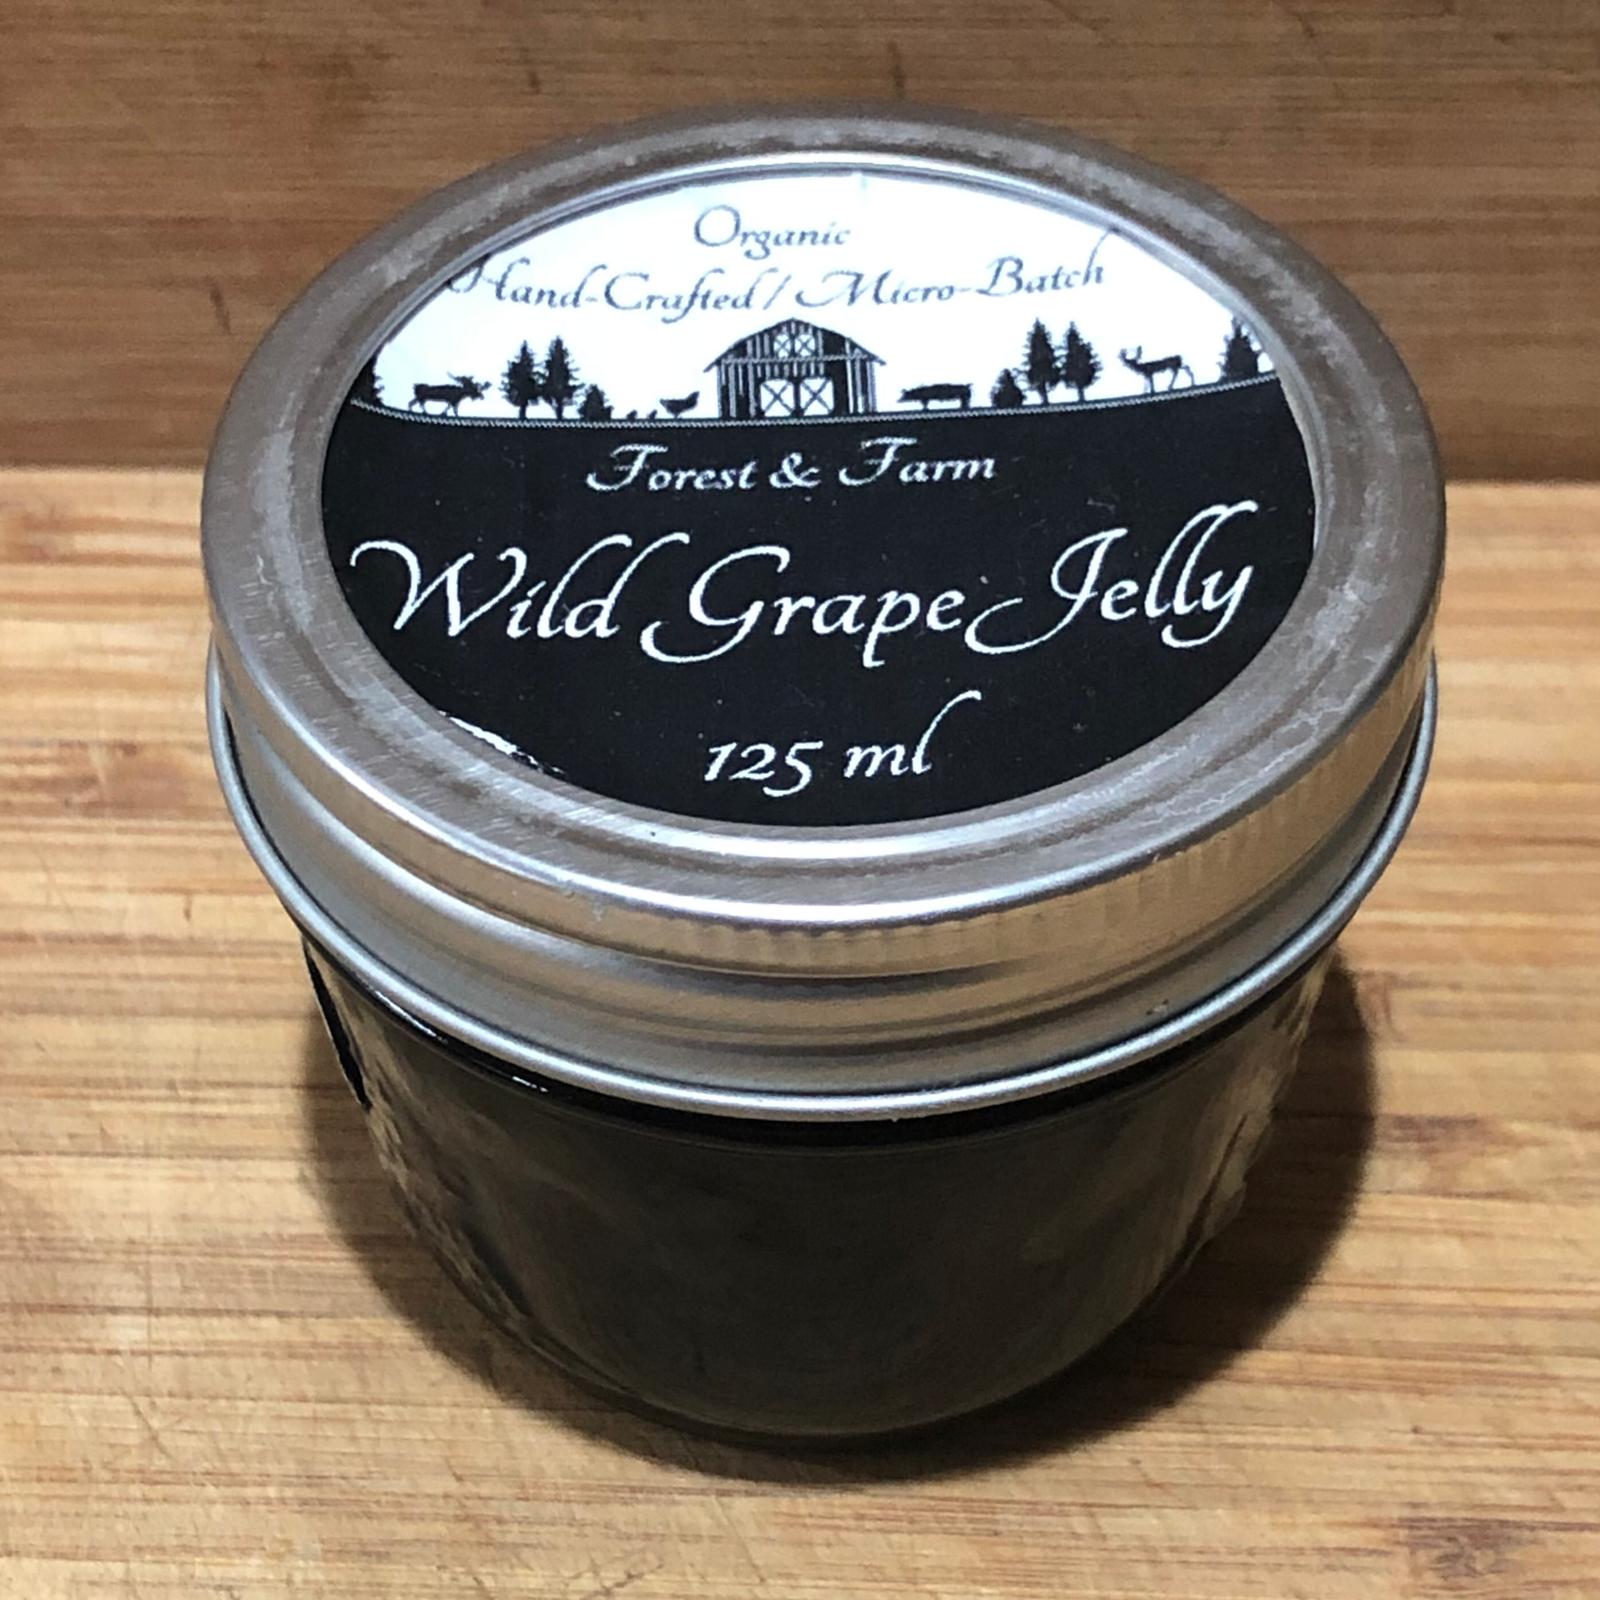 Organic
Hand-Crafted / Micro-Batch
Forest & Farm
Wild Grape Jelly
125 ml